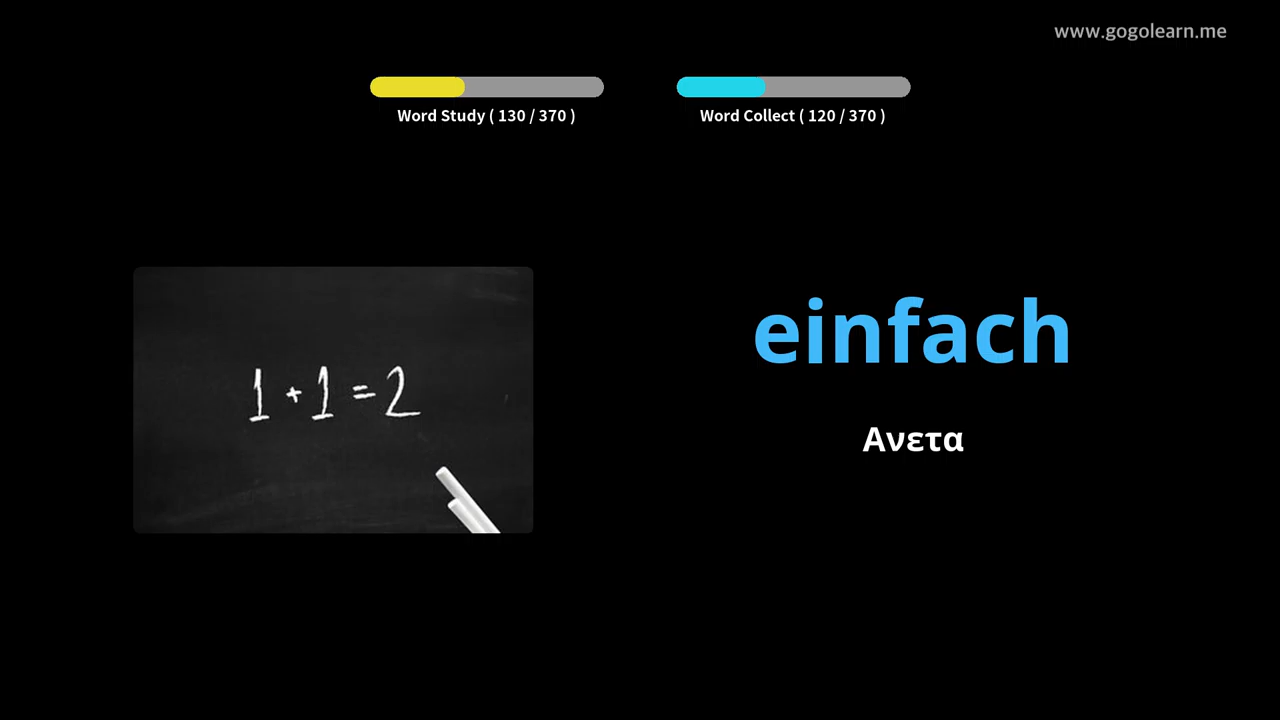 www.gogolearn.me
Word Study ( 130 / 370 )
Word Collect ( 120 / 370 )
einfach
Ανετα
1 + 1 = 2